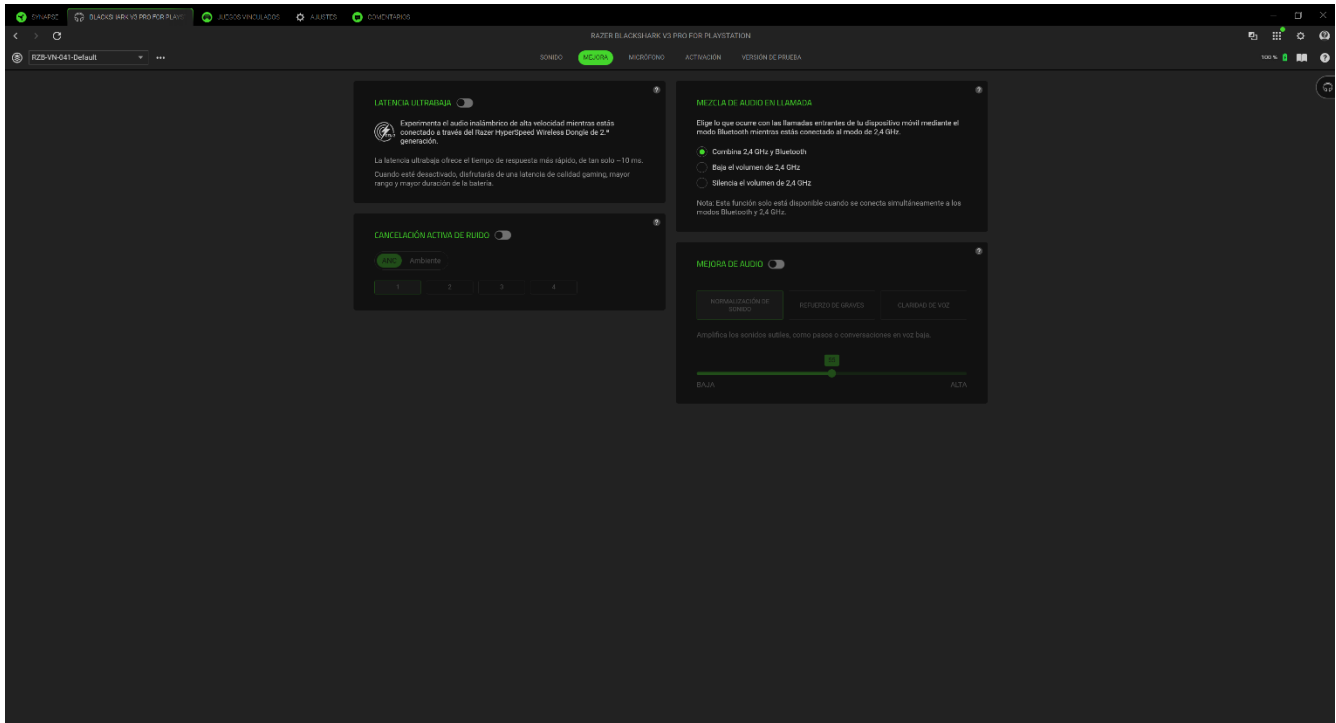 SYNAPSE
BLACKSHARK V3 PRO FOR PLAYS
JUEGOS VINCULADOS
AJUSTES
COMENTARIOS
RAZER BLACKSHARK V3 PRO FOR PLAYSTATION
RZB-VN-041-Default
SONIDO
MEJORA
MICRÓFONO
ACTIVACIÓN
VERSIÓN DE PRUEBA
100 %
LATENCIA ULTRABAJA
Experimenta el audio inalámbrico de alta velocidad mientras estás
conectado a través del Razer HyperSpeed Wireless Dongle de 2.ª
generación.
La latencia ultrabaja ofrece el tiempo de respuesta más rápido, de tan solo ~10 ms.
Cuando esté desactivado, disfrutarás de una latencia de calidad gaming, mayor
rango y mayor duración de la batería.
CANCELACIÓN ACTIVA DE RUIDO
ANC
Ambiente
1
2
3
4
MEZCLA DE AUDIO EN LLAMADA
Elige lo que ocurre con las llamadas entrantes de tu dispositivo móvil mediante el
modo Bluetooth mientras estás conectado al modo de 2,4 GHz.
Combina 2,4 GHz y Bluetooth
Baja el volumen de 2,4 GHz
Silencia el volumen de 2,4 GHz
Nota: Esta función solo está disponible cuando se conecta simultáneamente a los
modos Bluetooth y 2,4 GHz.
MEJORA DE AUDIO
NORMALIZACIÓN DE
SONIDO
REFUERZO DE GRAVES
CLARIDAD DE VOZ
Amplifica los sonidos sutiles, como pasos o conversaciones en voz baja.
BAJA
ALTA